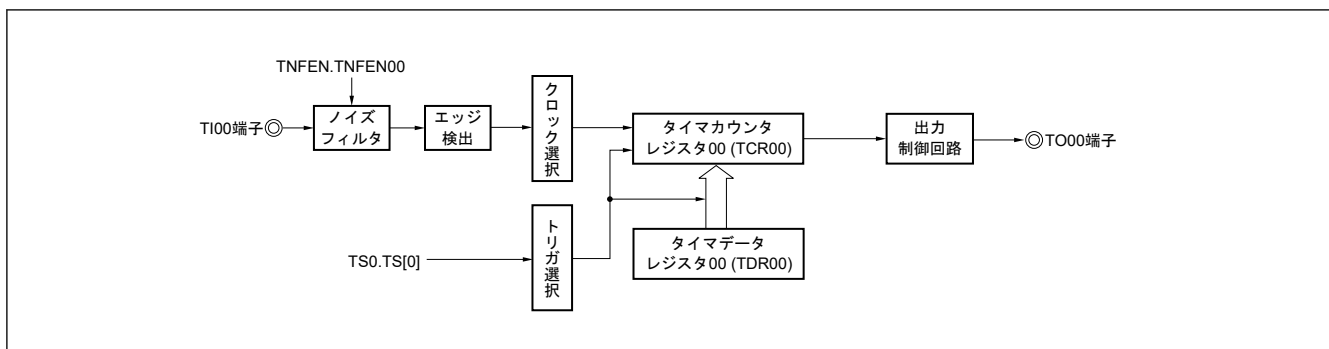 TNFEN.TNFEN00
TI00端子
ノイズ
フィルタ
エッジ
検出
クロック選択
タイマカウンタ
レジスタ00 (TCR00)
出力
制御回路
TO00端子
TS0.TS[0]
トリガ選択
タイマデータ
レジスタ00 (TDR00)